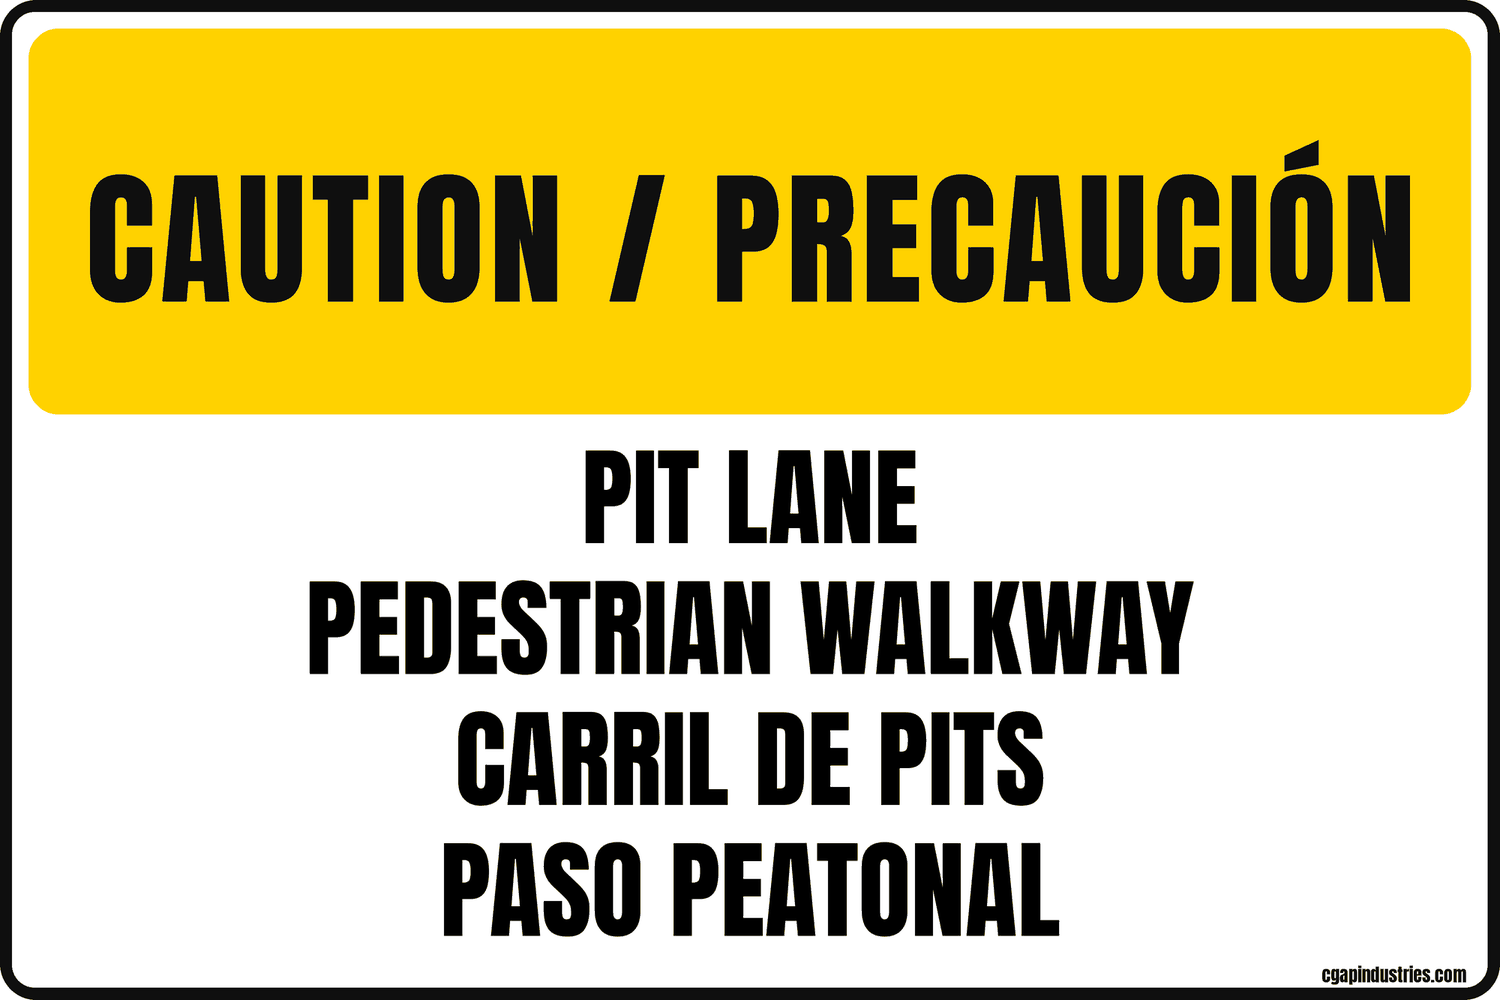 CAUTION / PRECAUCIÓN
PIT LANE
PEDESTRIAN WALKWAY
CARRIL DE PITS
PASO PEATONAL
cgapindustries.com